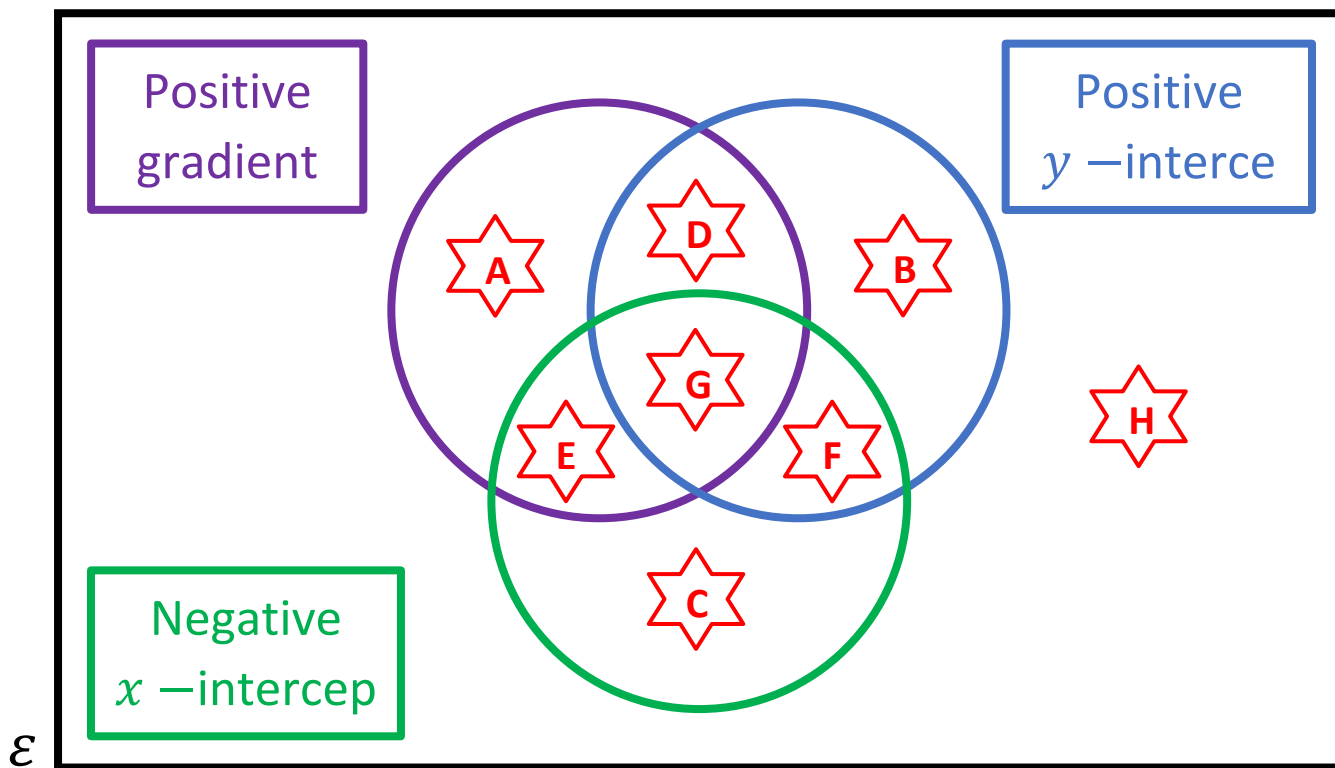 Positive
gradient
Positive
y −interce
D
A
B
G
H
E
F
C
Negative
x −intercep
ε